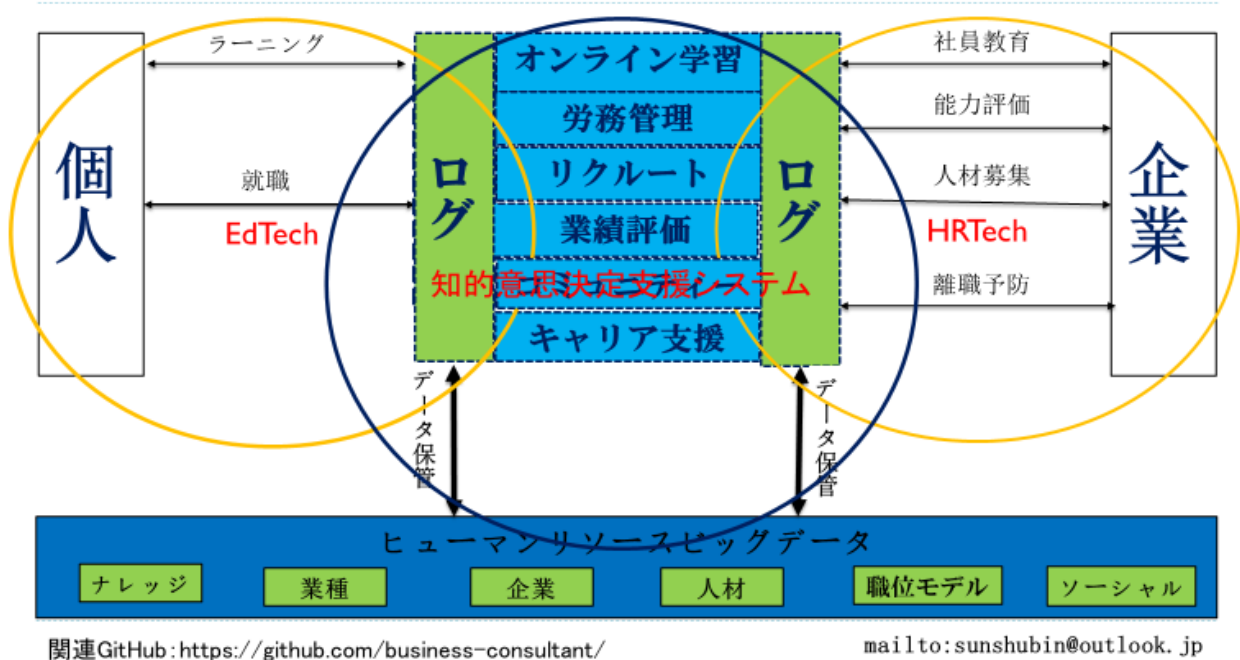 個人
ラーニング
就職
EdTech
ログ
オンライン学習
労務管理
リクルート
業績評価
コミュニティー
知的意思決定支援システム
キャリア支援
ログ
社員教育
能力評価
人材募集
HRTech
離職予防
企業
データ保管
データ保管
ヒューマンリソースビッグデータ
ナレッジ
業種
企業
人材
職位モデル
ソーシャル
関連GitHub:https://github.com/business-consultant/
mailto:sunshubin@outlook.jp